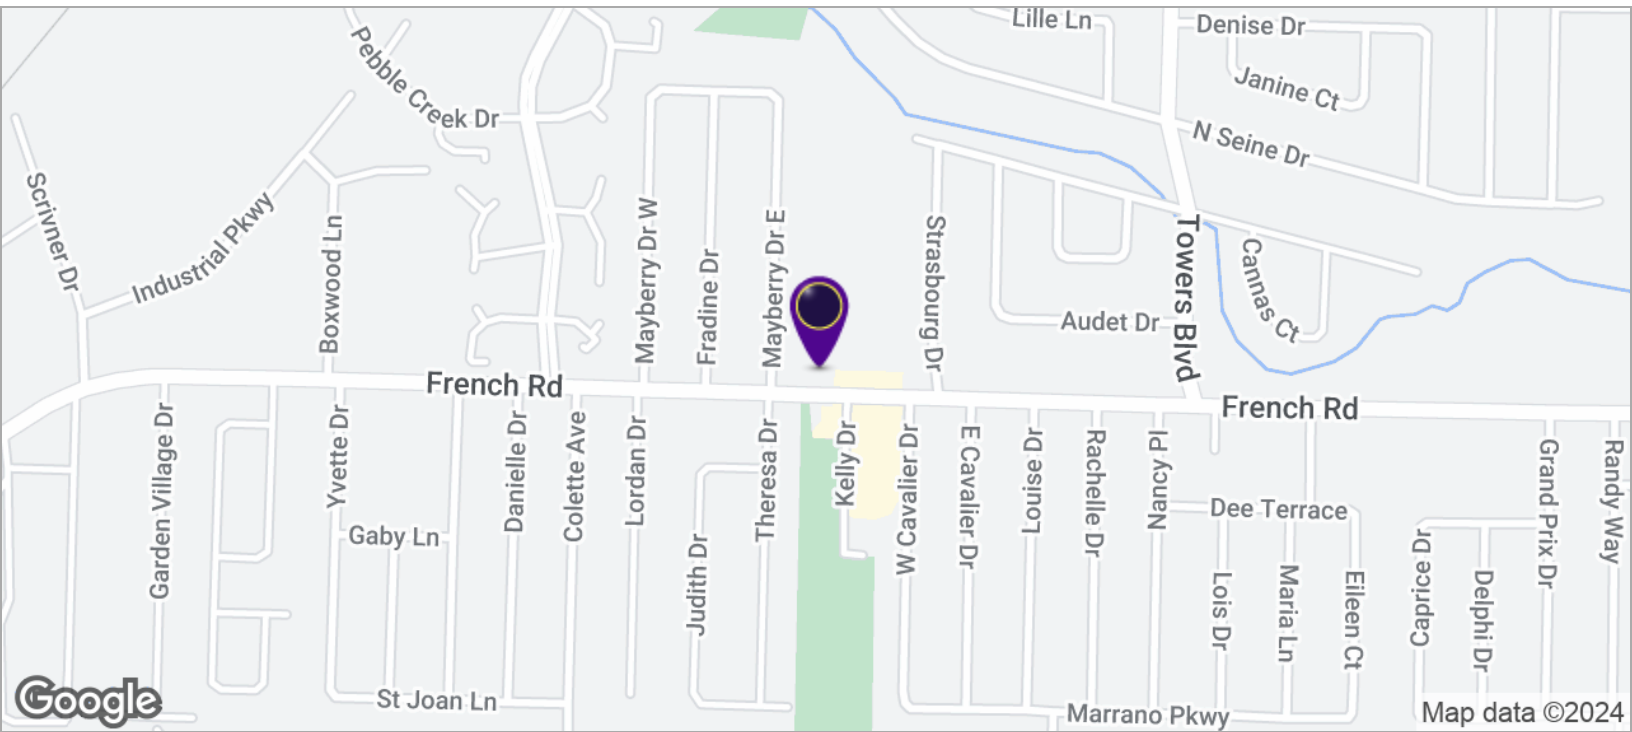 Lille Ln
Denise Dr
Pebble Creek Dr
Janine Ct
N Seine Dr
Scrivner Dr
Industrial Pkwy
Boxwood Ln
Mayberry Dr W
Fradine Dr
Mayberry Dr E
Strasbourg Dr
Towers Blvd
Cannas Ct
Audet Dr
French Rd
French Rd
Garden Village Dr
Yvette Dr
Danielle Dr
Colette Ave
Lordan Dr
Theresa Dr
Kelly Dr
W Cavalier Dr
E Cavalier Dr
Louise Dr
Rachelle Dr
Nancy Pl
Grand Prix Dr
Randy Way
Gaby Ln
Judith Dr
Dee Terrace
Lois Dr
Maria Ln
Eileen Ct
Caprice Dr
Delphi Dr
St Joan Ln
Marrano Pkwy
Google
Map data ©2024